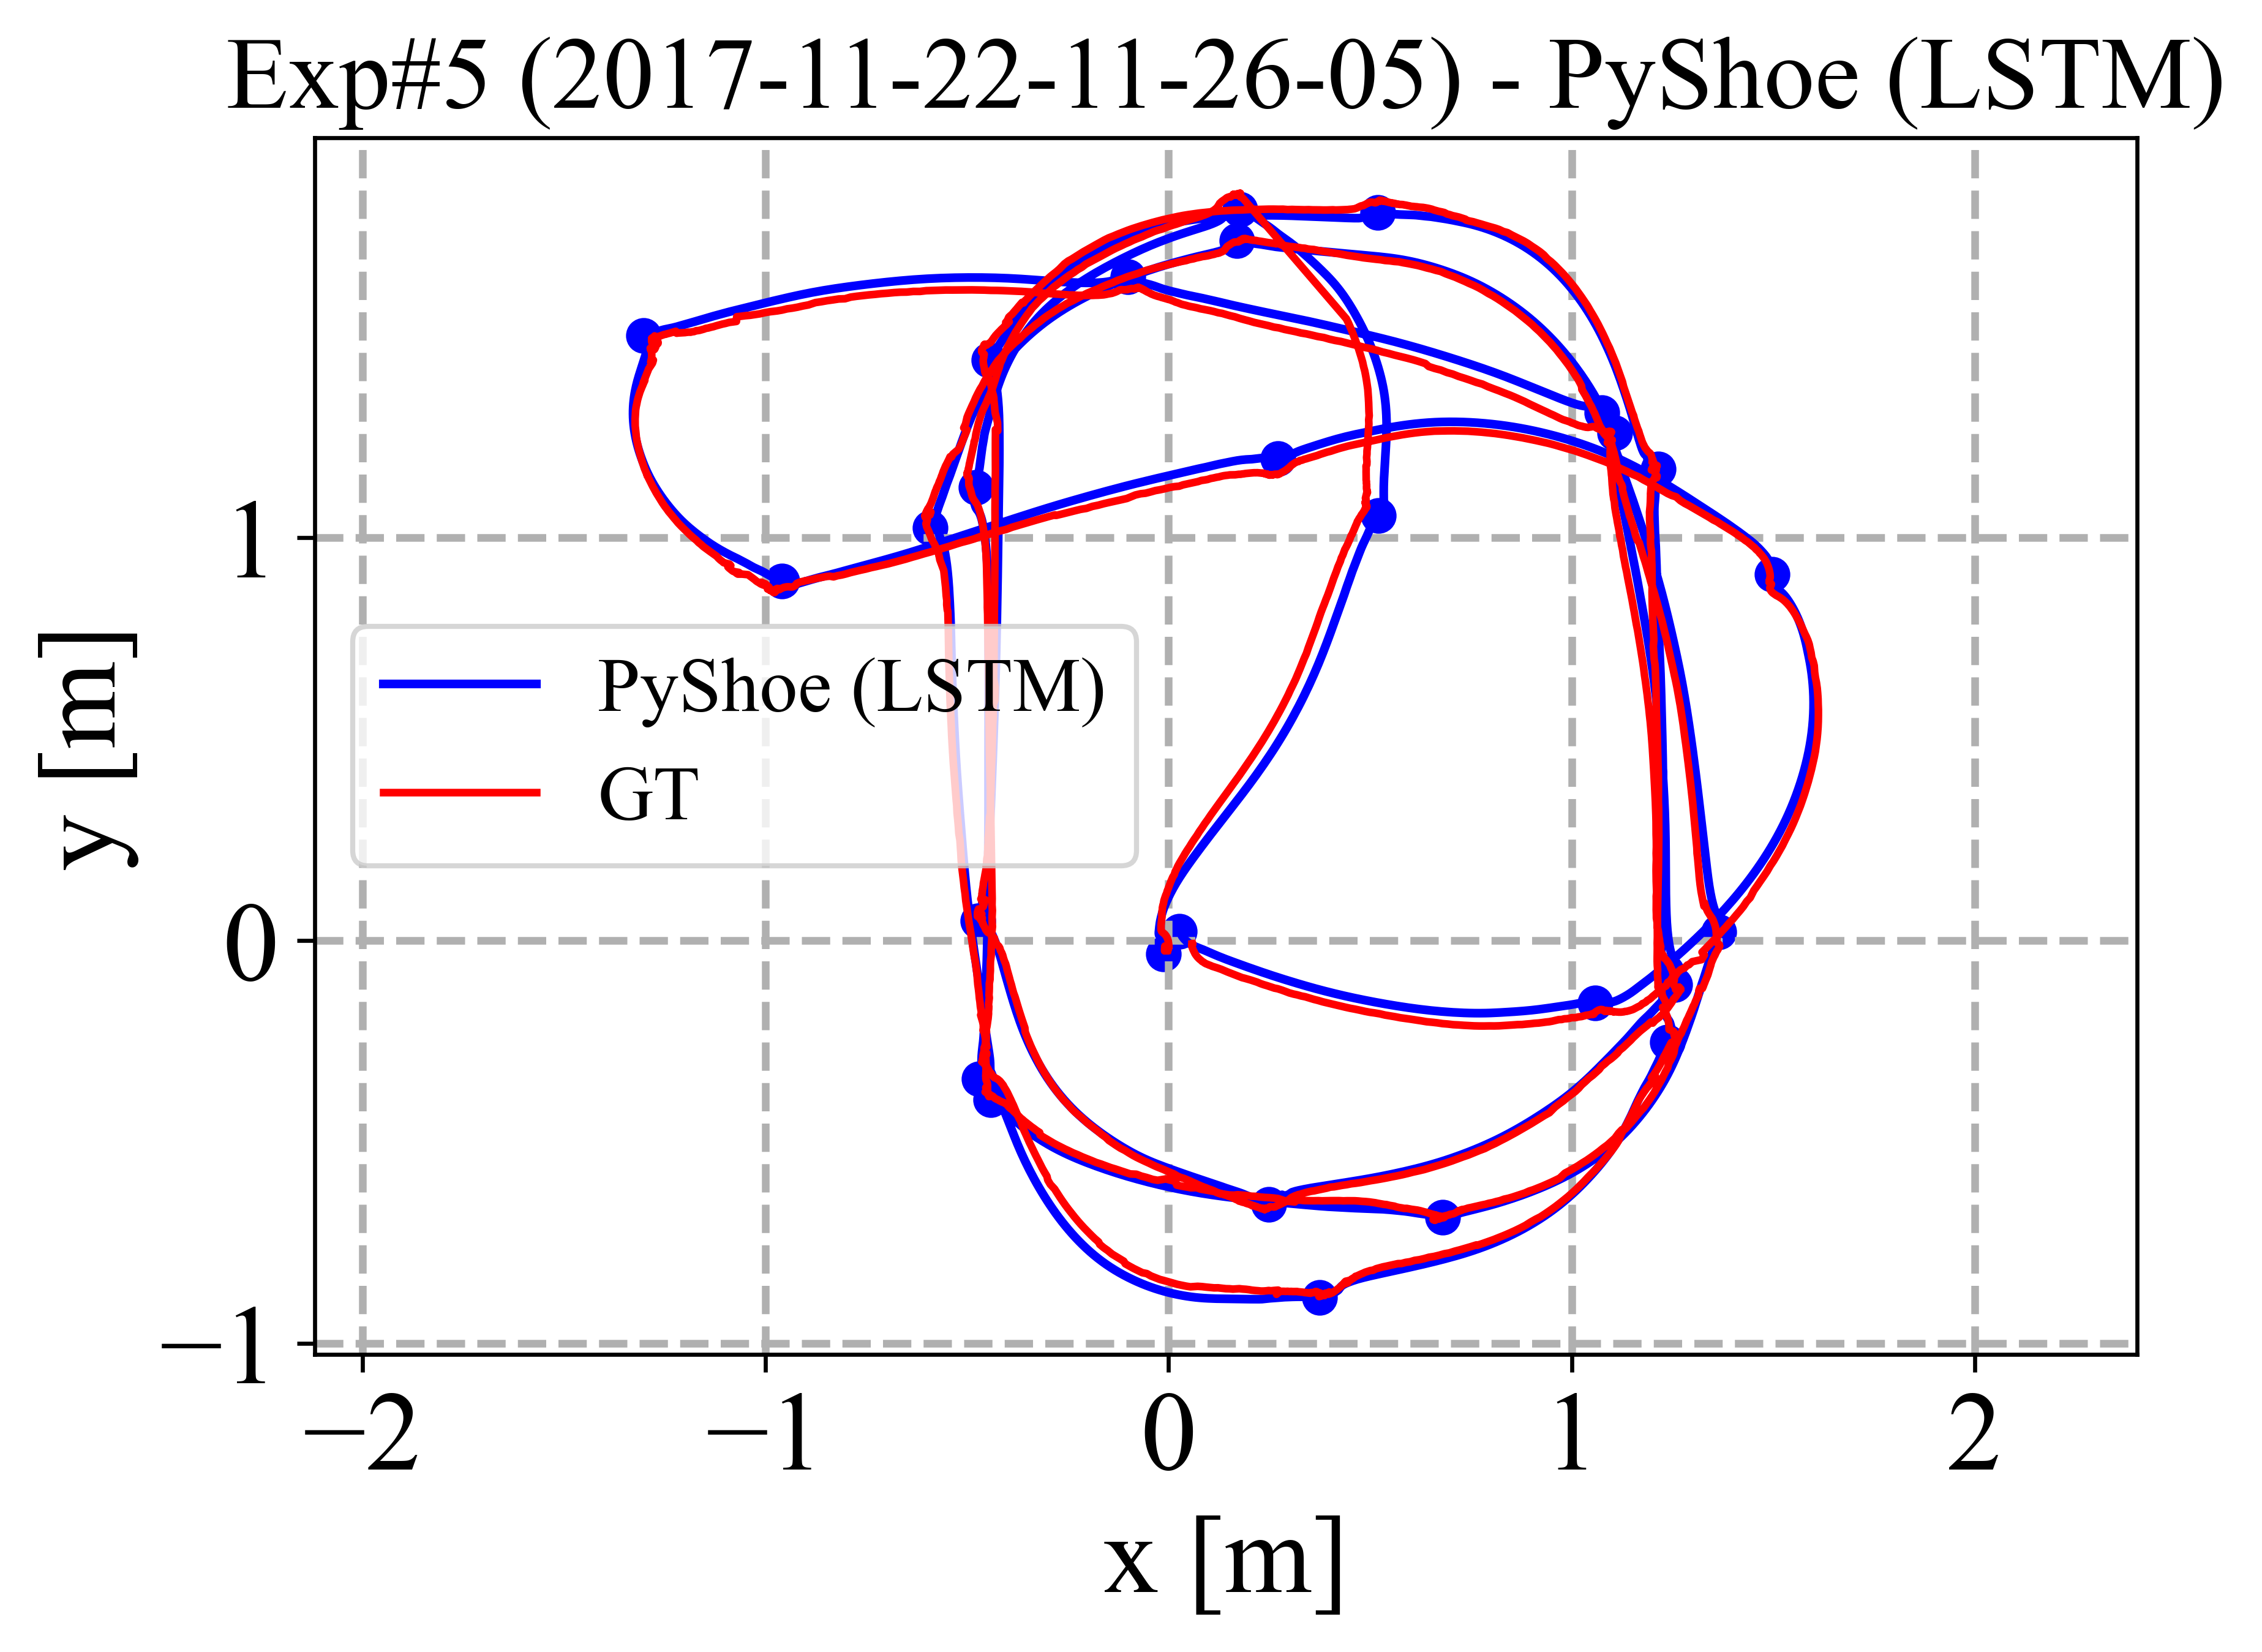 Exp#5 (2017-11-22-11-26-05) - PyShoe (LSTM)
y [m]
1
0
−1
PyShoe (LSTM)
GT
−2 −1 0 1 2
x [m]